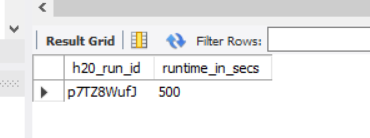 Result Grid Filter Rows:
h20_run_id runtime_in_secs
p7TZ8WufJ 500